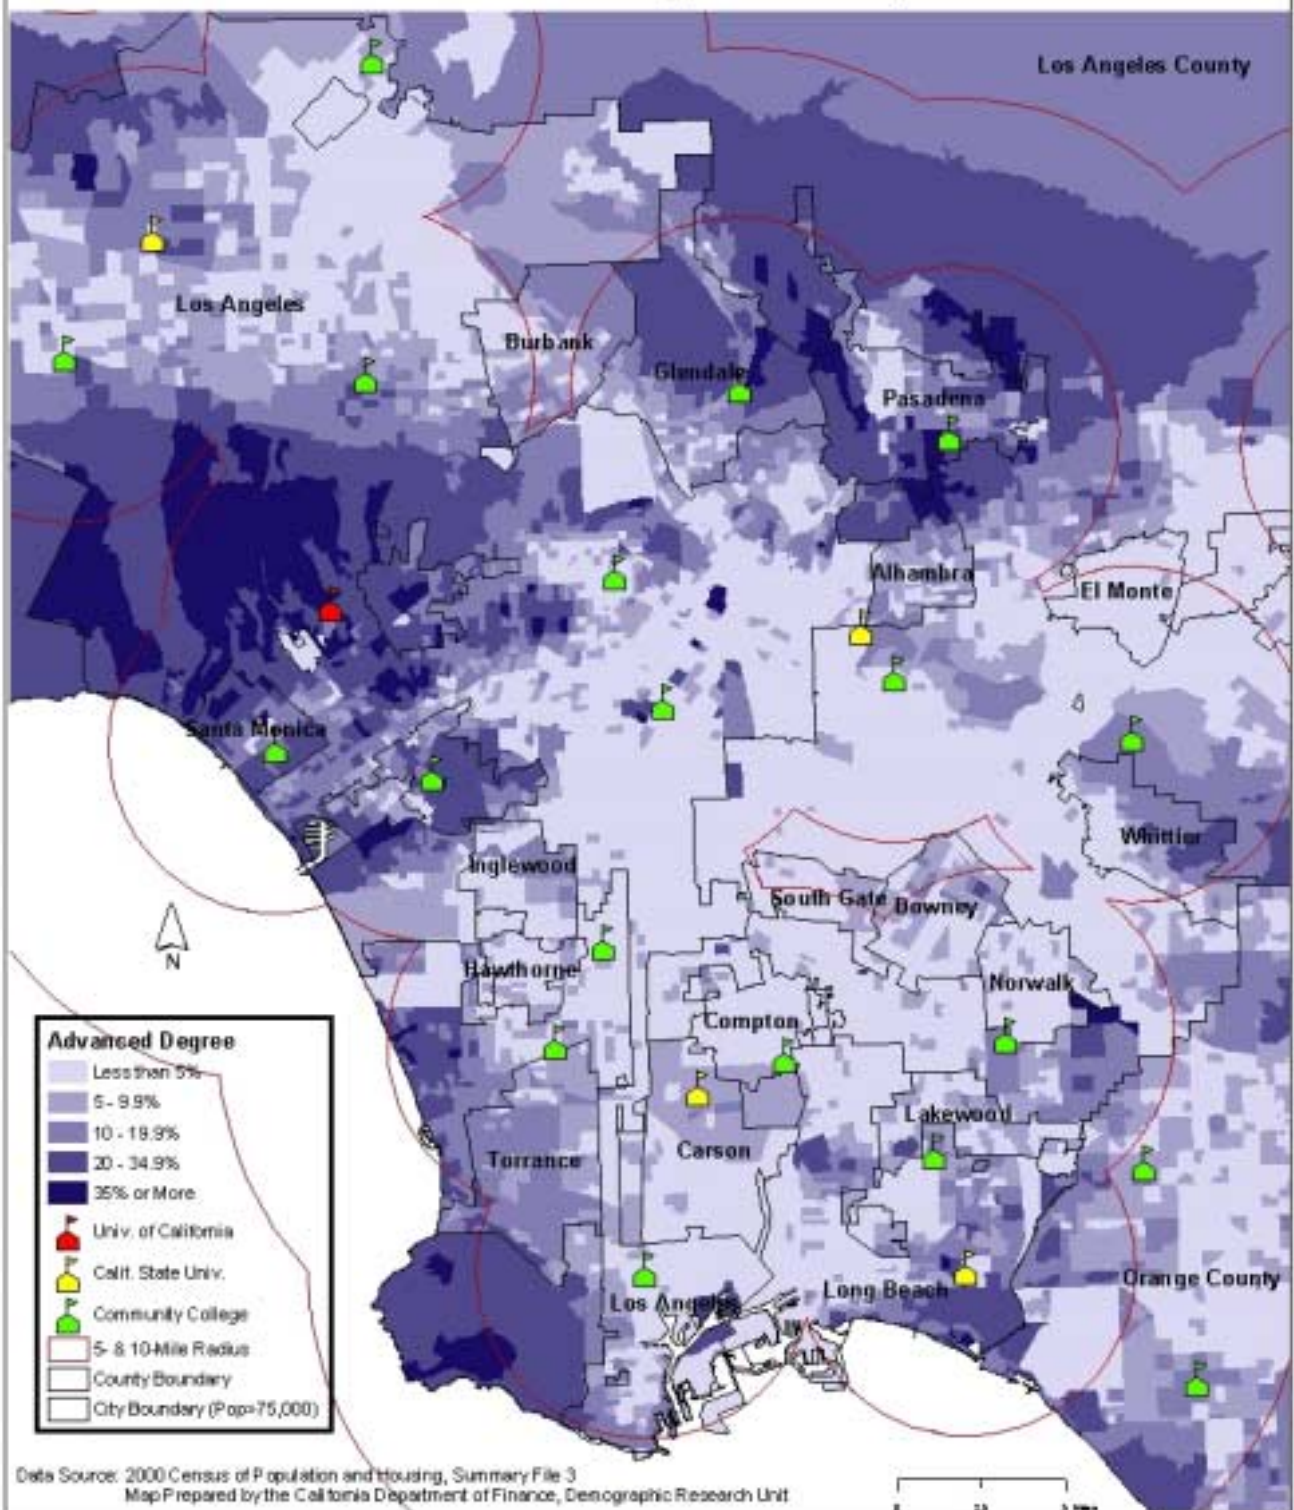 Los Angeles County
Los Angeles
Burbank
Glendale
Pasadena
Alhambra
El Monte
Santa Monica
Whittier
Inglewood
South Gate
Downey
Hawthorne
Norwalk
Compton
Lakewood
Carson
Torrance
Long Beach
Orange County
Los Angeles
N
Advanced Degree
Less than 5%
5 - 9.9%
10 - 19.9%
20 - 34.9%
35% or More
Univ. of California
Calif. State Univ.
Community College
5- & 10-Mile Radius
County Boundary
City Boundary (Pop>75,000)
Data Source: 2000 Census of Population and Housing, Summary File 3
Map Prepared by the California Department of Finance, Demographic Research Unit